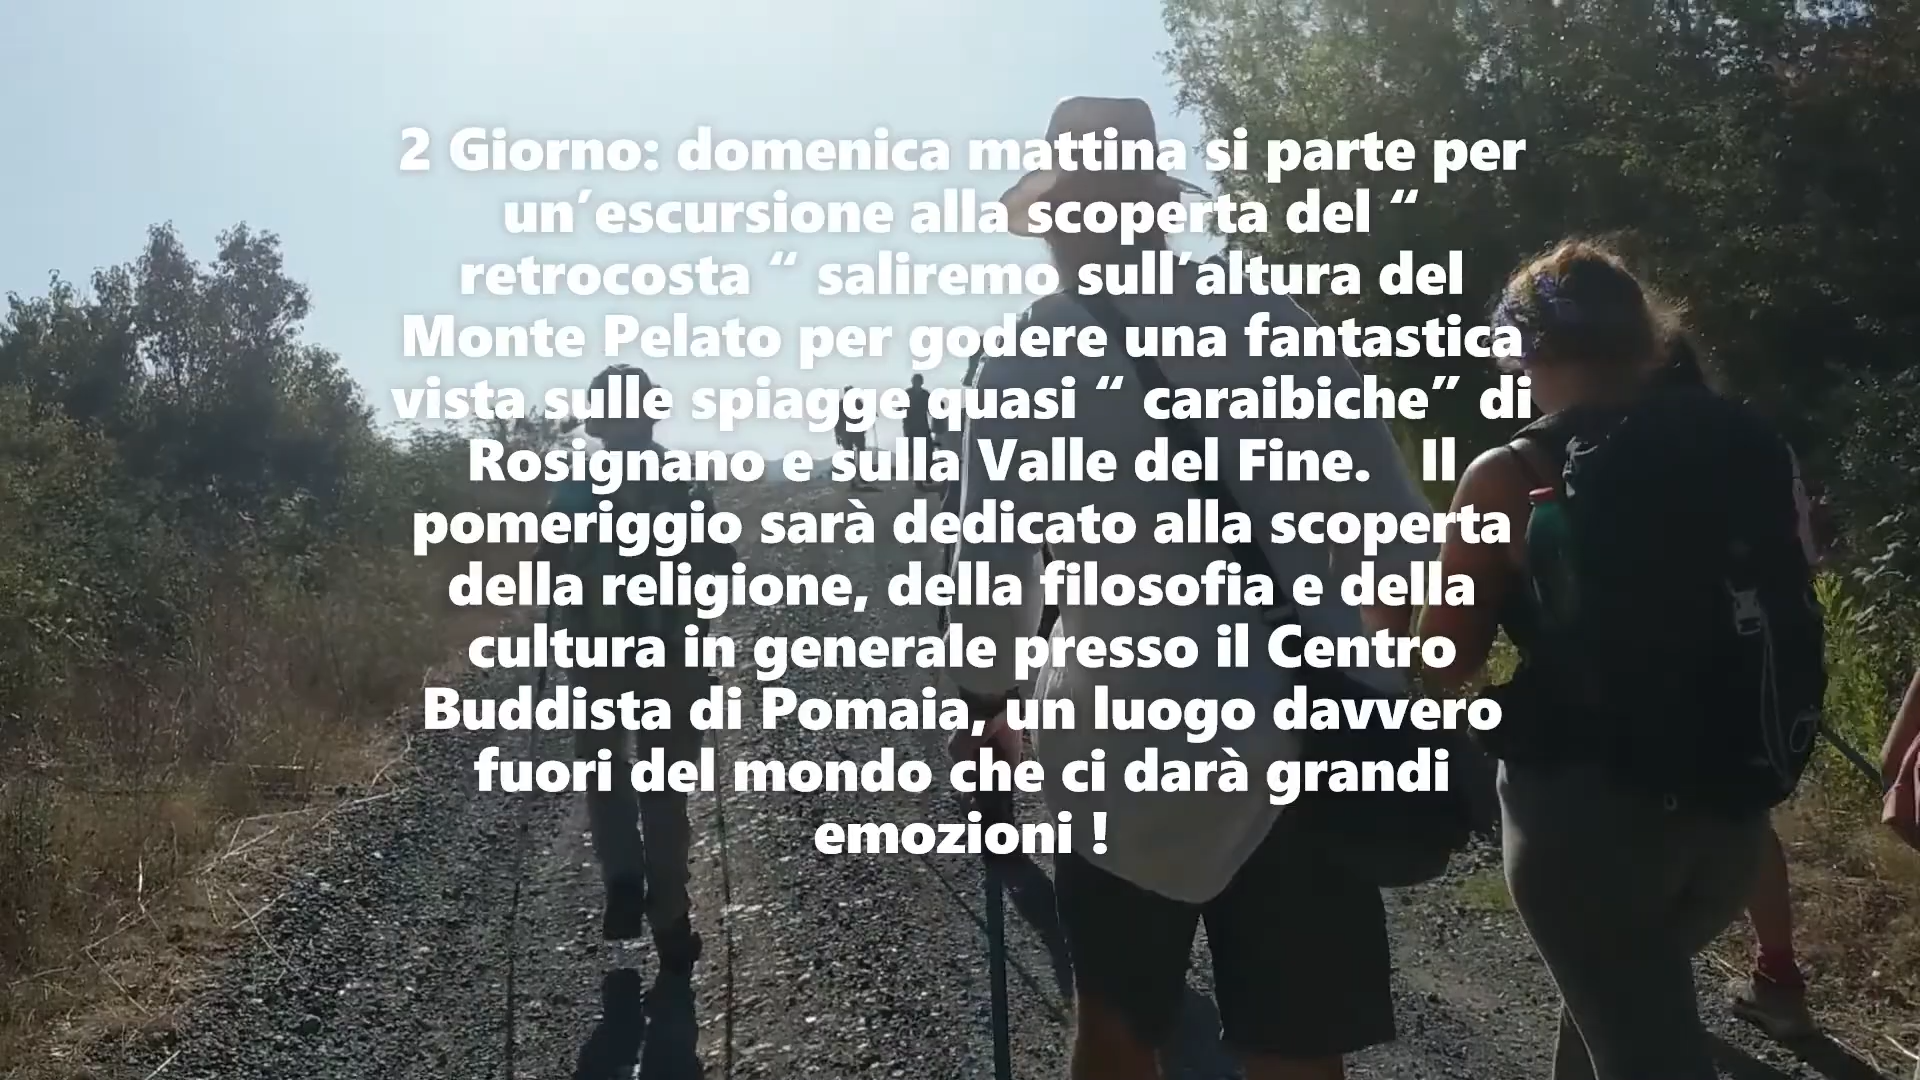 2 Giorno: domenica mattina si parte per
un’escursione alla scoperta del “
retrocosta “ saliremo sull’altura del
Monte Pelato per godere una fantastica
vista sulle spiagge quasi “ caraibiche” di
Rosignano e sulla Valle del Fine.   Il
pomeriggio sarà dedicato alla scoperta
della religione, della filosofia e della
cultura in generale presso il Centro
Buddista di Pomaia, un luogo davvero
fuori del mondo che ci darà grandi
emozioni !